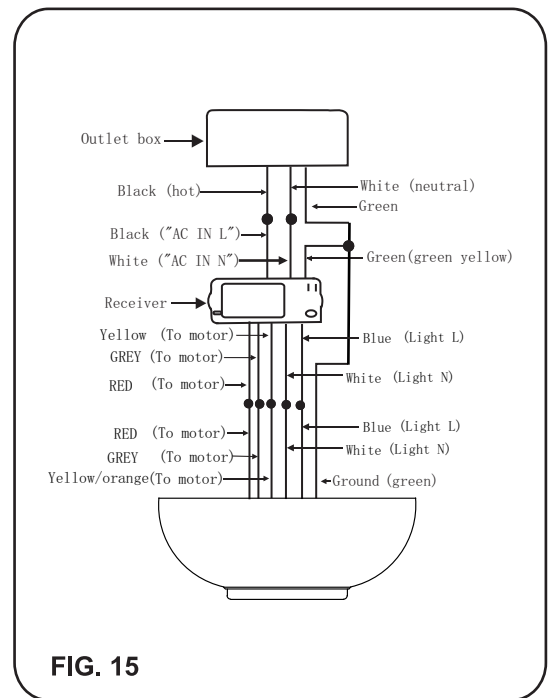 Outlet box
Black (hot)
White (neutral)
Green
Black ("AC IN L")
White ("AC IN N")
Green(green yellow)
Receiver
Yellow (To motor)
Blue (Light L)
GREY (To motor)
White (Light N)
RED (To motor)
Blue (Light L)
RED (To motor)
White (Light N)
GREY (To motor)
Yellow/orange(To motor)
Ground (green)
FIG. 15